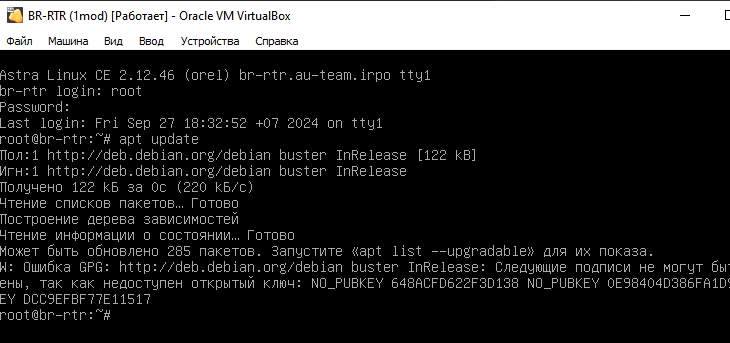 BR-RTR (1mod) [Работает] - Oracle VM VirtualBox
Файл Машина Вид Ввод Устройства Справка
Astra Linux CE 2.12.46 (orel) br-rtr.au-team.irpo tty1
br-rtr login: root
Password:
Last login: Fri Sep 27 18:32:52 +07 2024 on tty1
root@br-rtr:~# apt update
Пол:1 http://deb.debian.org/debian buster InRelease [122 kB]
Игн:1 http://deb.debian.org/debian buster InRelease
Получено 122 kБ за 0с (220 kБ/c)
Чтение списков пакетов… Готово
Построение дерева зависимостей
Чтение информации о состоянии… Готово
Может быть обновлено 285 пакетов. Запустите «apt list --upgradable» для их показа.
W: Ошибка GPG: http://deb.debian.org/debian buster InRelease: Следующие подписи не могут быт
ены, так как недоступен открытый ключ: NO_PUBKEY 648ACFD622F3D138 NO_PUBKEY 0E98404D386FA1D9
EY DCC9EFBF77E11517
root@br-rtr:~#